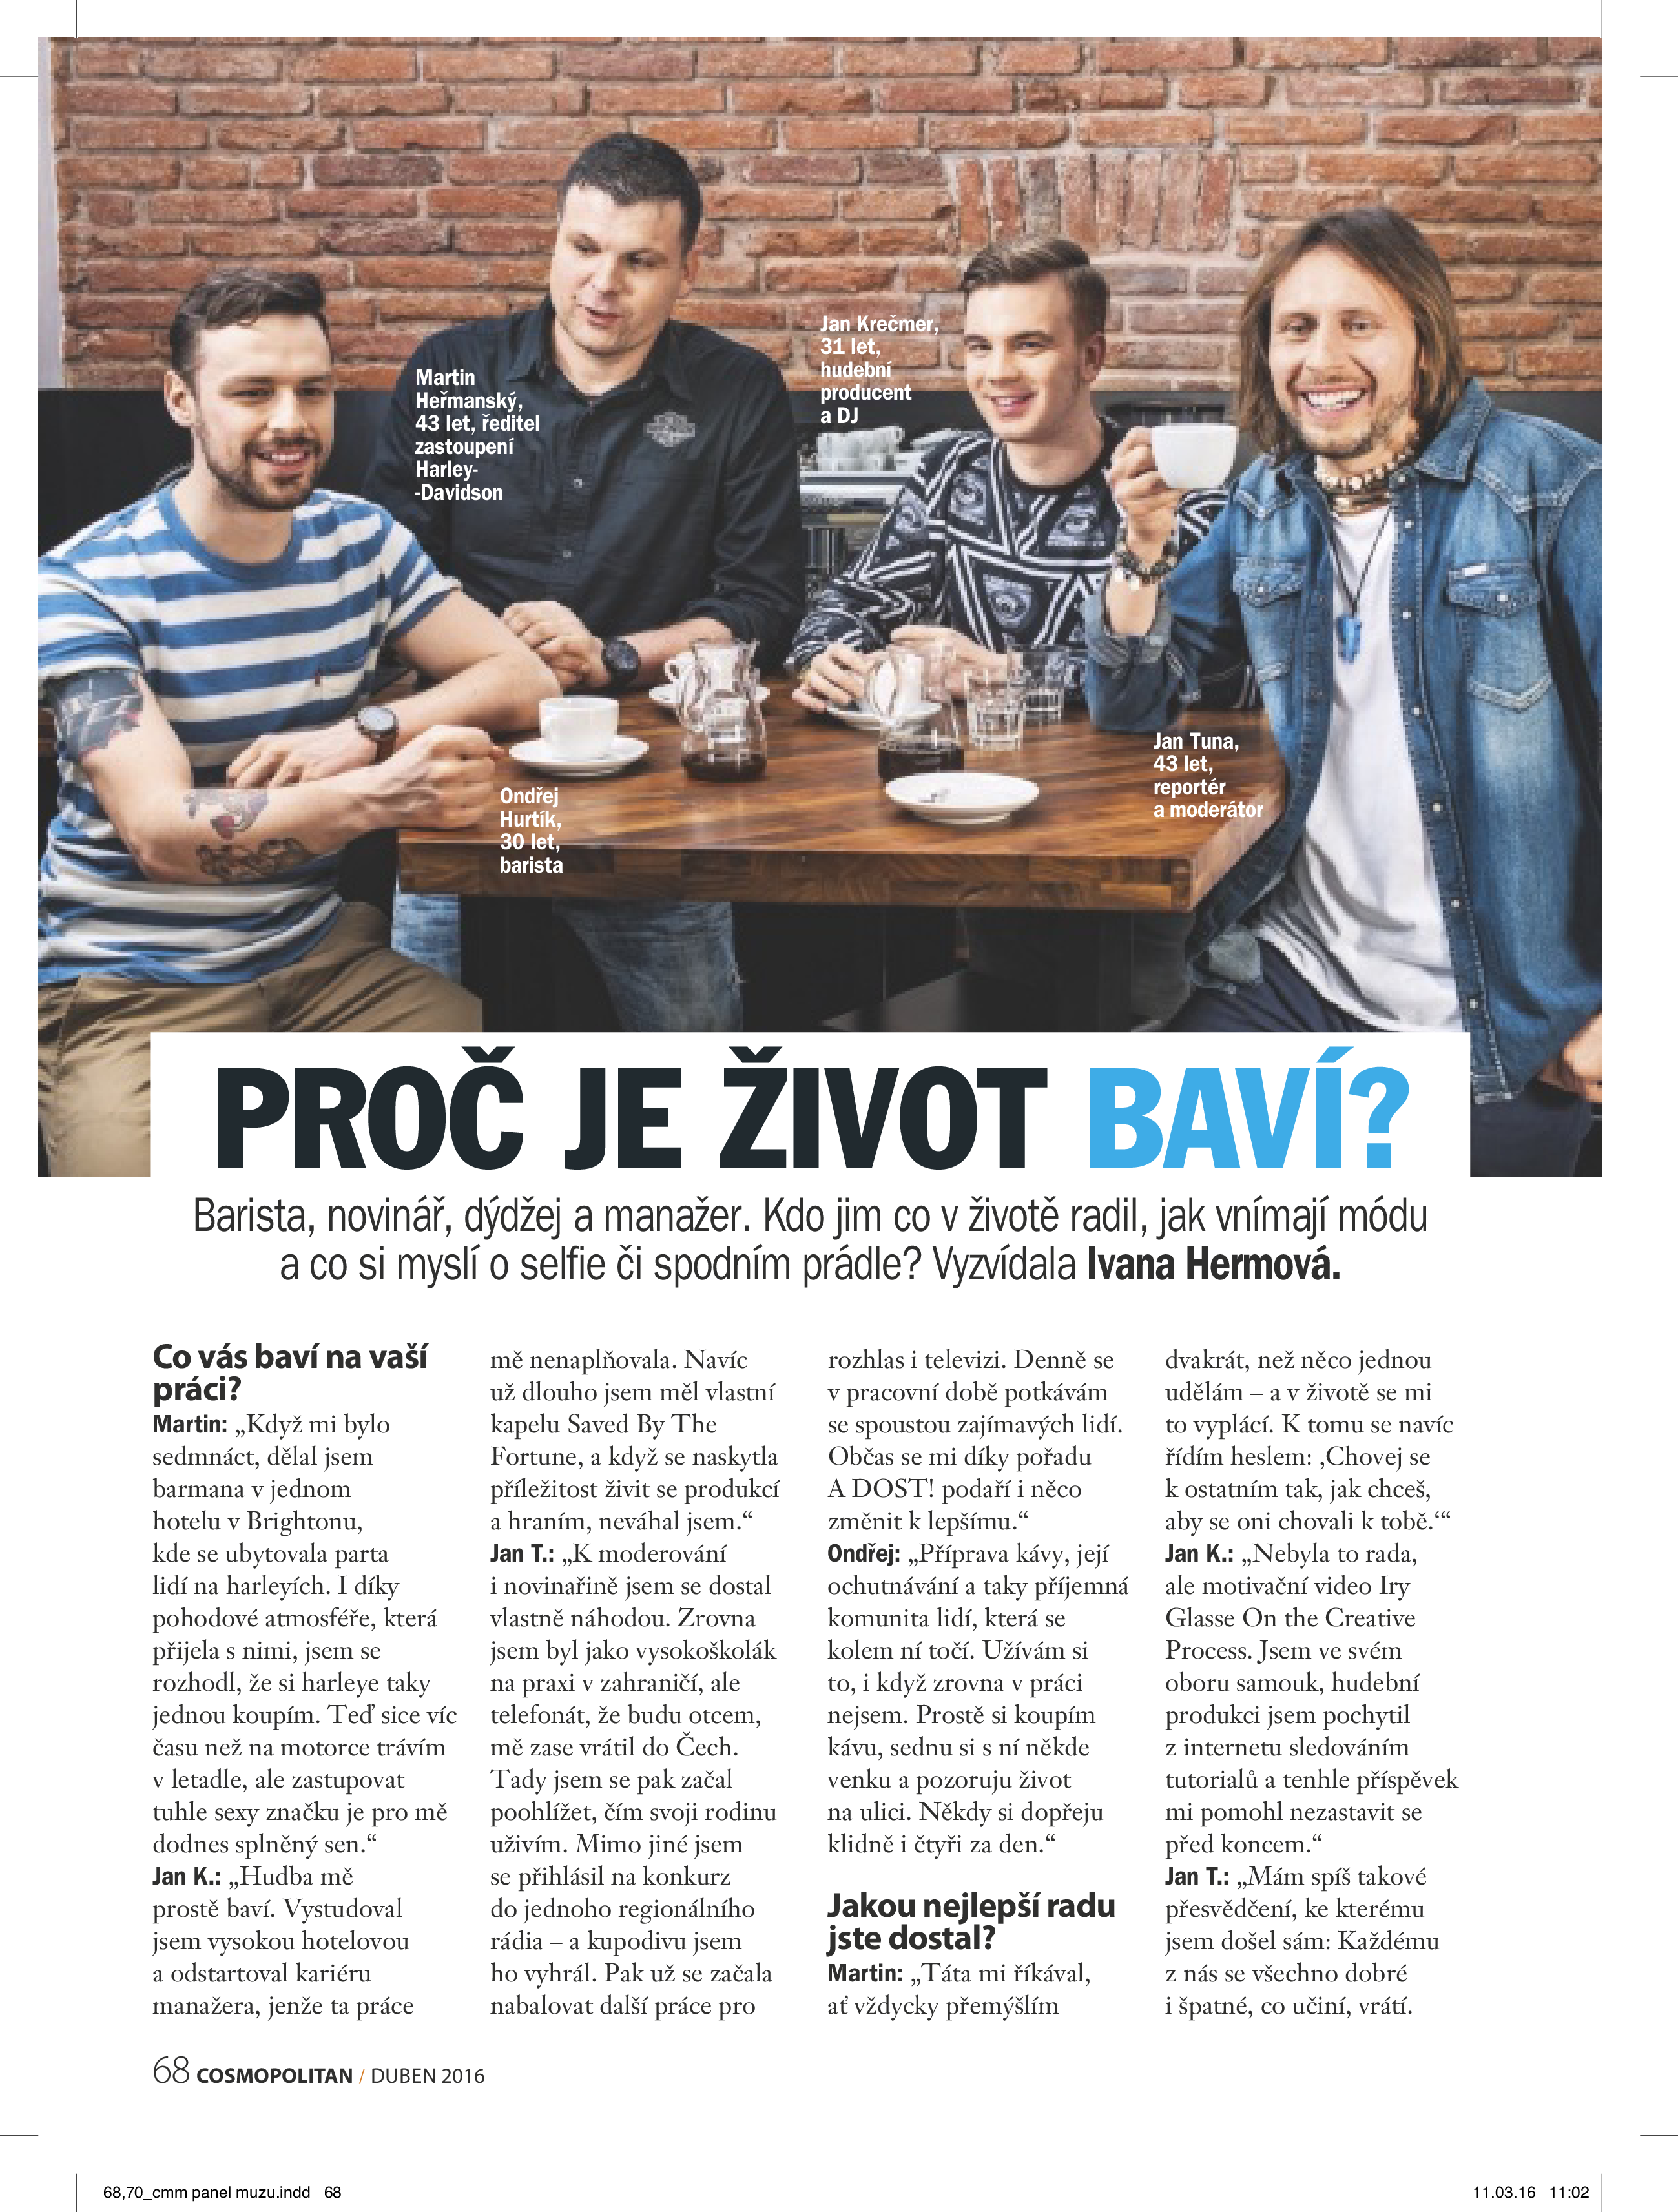 Martin
Heřmanský,
43 let, ředitel
zastoupení
Harley-
-Davidson
Jan Krečmer,
31 let,
hudební
producent
a DJ
Ondřej
Hurtík,
30 let,
barista
Jan Tuna,
43 let,
reportér
a moderátor
PROČ JE ŽIVOT BAVÍ?
Barista, novinář, dýdžej a manažer. Kdo jim co v životě radil, jak vnímají módu
a co si myslí o selfie či spodním prádle? Vyzvídala Ivana Hermová.
Co vás baví na vaší
práci?
Martin: „Když mi bylo
sedmnáct, dělal jsem
barmana v jednom
hotelu v Brightonu,
kde se ubytovala parta
lidí na harleyích. I díky
pohodové atmosféře, která
přijela s nimi, jsem se
rozhodl, že si harleye taky
jednou koupím. Teď sice víc
času než na motorce trávím
v letadle, ale zastupovat
tuhle sexy značku je pro mě
dodnes splněný sen.“
Jan K.: „Hudba mě
prostě baví. Vystudoval
jsem vysokou hotelovou
a odstartoval kariéru
manažera, jenže ta práce
mě nenaplňovala. Navíc
už dlouho jsem měl vlastní
kapelu Saved By The
Fortune, a když se naskytla
příležitost živit se produkcí
a hraním, neváhal jsem.“
Jan T.: „K moderování
i novinařině jsem se dostal
vlastně náhodou. Zrovna
jsem byl jako vysokoškolák
na praxi v zahraničí, ale
telefonát, že budu otcem,
mě zase vrátil do Čech.
Tady jsem se pak začal
poohlížet, čím svoji rodinu
uživím. Mimo jiné jsem
se přihlásil na konkurz
do jednoho regionálního
rádia – a kupodivu jsem
ho vyhrál. Pak už se začala
nabalovat další práce pro
rozhlas i televizi. Denně se
v pracovní době potkávám
se spoustou zajímavých lidí.
Občas se mi díky pořadu
A DOST! podaří i něco
změnit k lepšímu.“
Ondřej: „Příprava kávy, její
ochutnávání a taky příjemná
komunita lidí, která se
kolem ní točí. Užívám si
to, i když zrovna v práci
nejsem. Prostě si koupím
kávu, sednu si s ní někde
venku a pozoruju život
na ulici. Někdy si dopřeju
klidně i čtyři za den.“
Jakou nejlepší radu
jste dostal?
Martin: „Táta mi říkával,
ať vždycky přemýšlím
dvakrát, než něco jednou
udělám – a v životě se mi
to vyplácí. K tomu se navíc
řídím heslem: ‚Chovej se
k ostatním tak, jak chceš,
aby se oni chovali k tobě.‘“
Jan K.: „Nebyla to rada,
ale motivační video Iry
Glasse On the Creative
Process. Jsem ve svém
oboru samouk, hudební
produkci jsem pochytil
z internetu sledováním
tutorialů a tenhle příspěvek
mi pomohl nezastavit se
před koncem.“
Jan T.: „Mám spíš takové
přesvědčení, ke kterému
jsem došel sám: Každému
z nás se všechno dobré
i špatné, co učiní, vrátí.
68 COSMOPOLITAN / DUBEN 2016
68,70_cmm panel muzu.indd 68
11.03.16 11:02